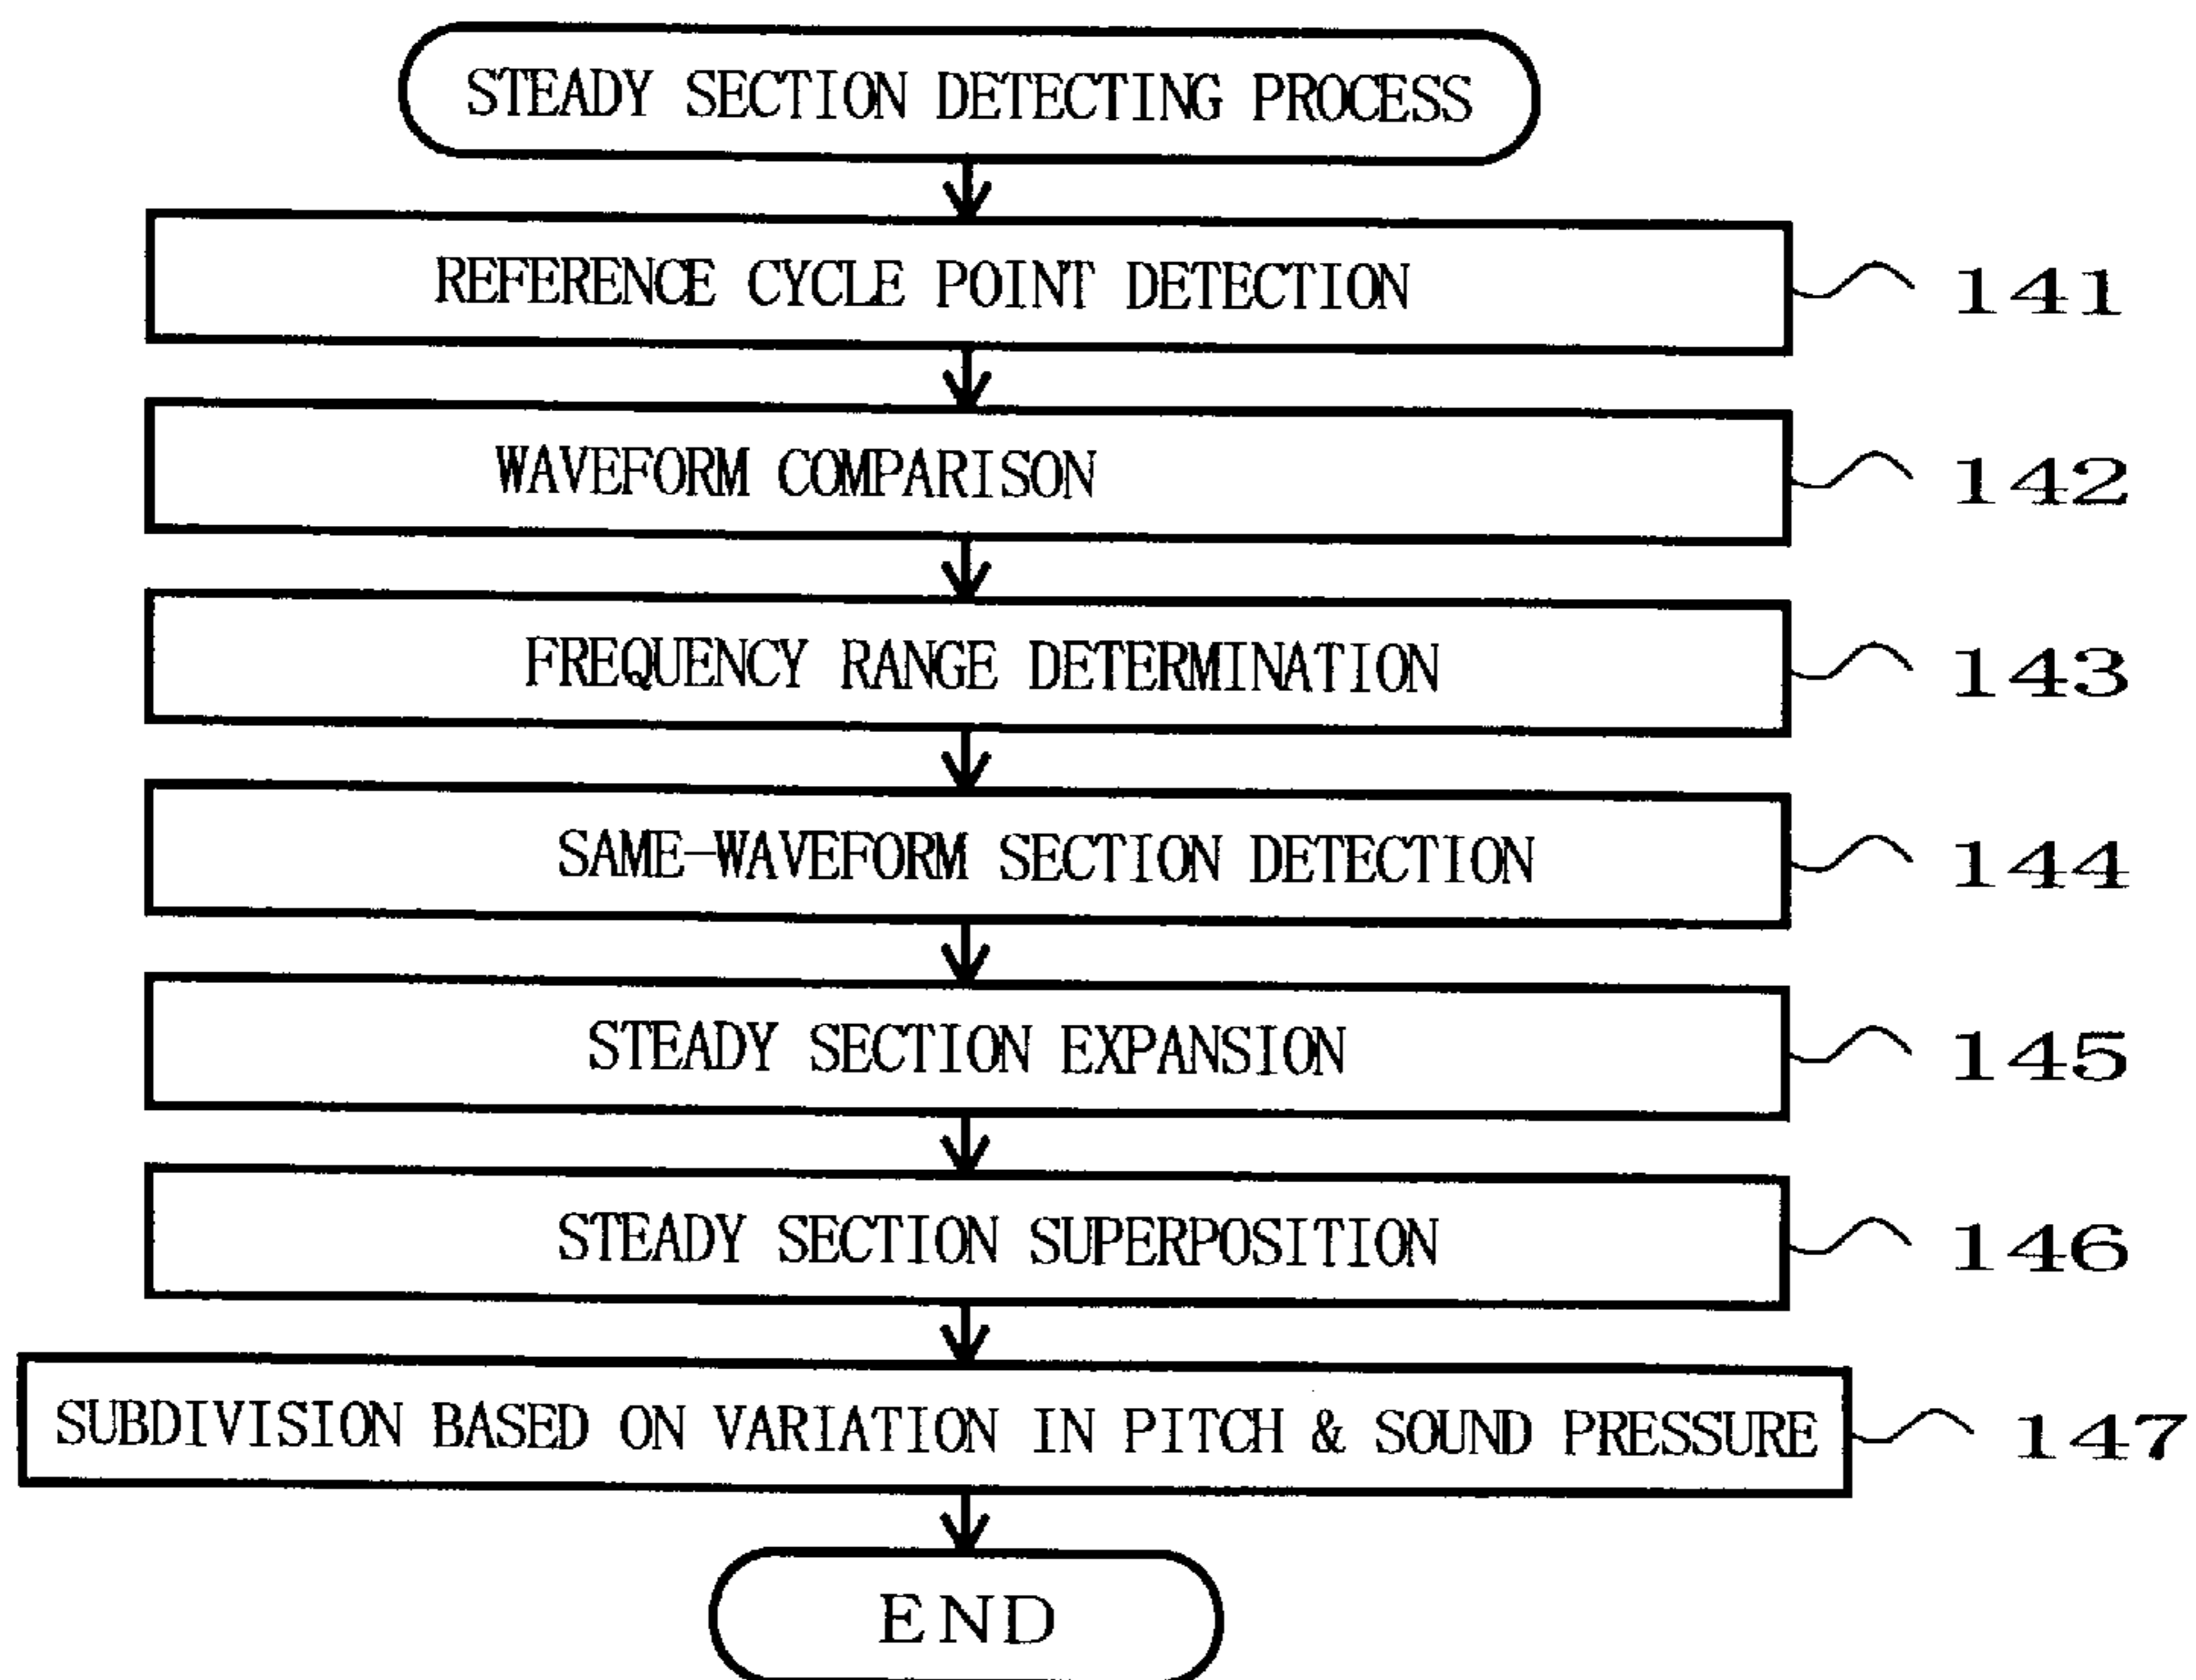 STEADY SECTION DETECTING PROCESS
REFERENCE CYCLE POINT DETECTION 141
WAVEFORM COMPARISON 142
FREQUENCY RANGE DETERMINATION 143
SAME-WAVEFORM SECTION DETECTION 144
STEADY SECTION EXPANSION 145
STEADY SECTION SUPERPOSITION 146
SUBDIVISION BASED ON VARIATION IN PITCH & SOUND PRESSURE 147
END